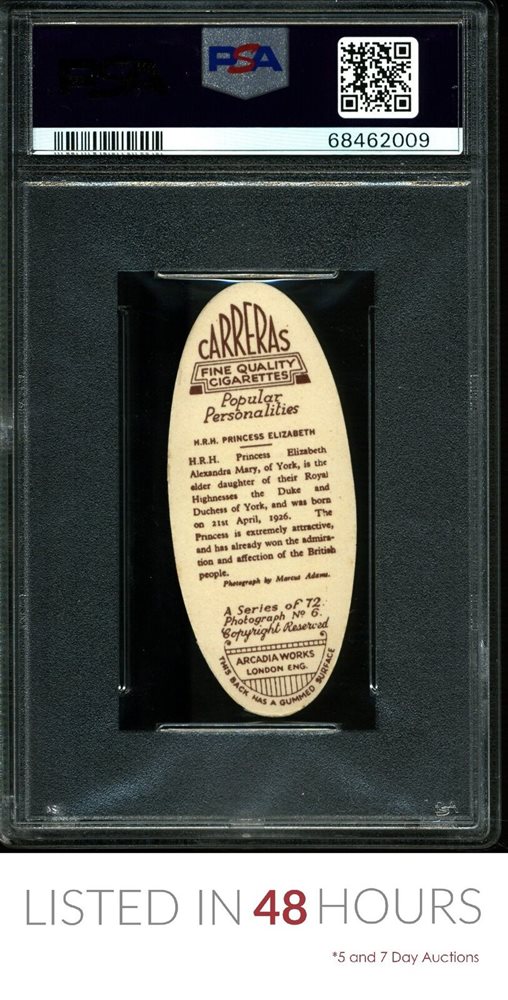 PSA
PSA
68462009
CARRERAS
FINE QUALITY
CIGARETTES
Popular
Personalities
H.R.H. PRINCESS ELIZABETH
H.R.H. Princess Elizabeth
Alexandra Mary, of York, is the
elder daughter of their Royal
Highnesses the Duke and
Duchess of York, and was born
on 21st April, 1926. The
Princess is extremely attractive,
and has already won the admira-
tion and affection of the British
people.
Photograph by Marcus Adams.
A Series of 72.
Photograph Nº 6.
Copyright Reserved
ARCADIA WORKS
LONDON ENG.
THIS BACK HAS A GUMMED SURFACE
PSA
LISTED IN 48 HOURS
*5 and 7 Day Auctions